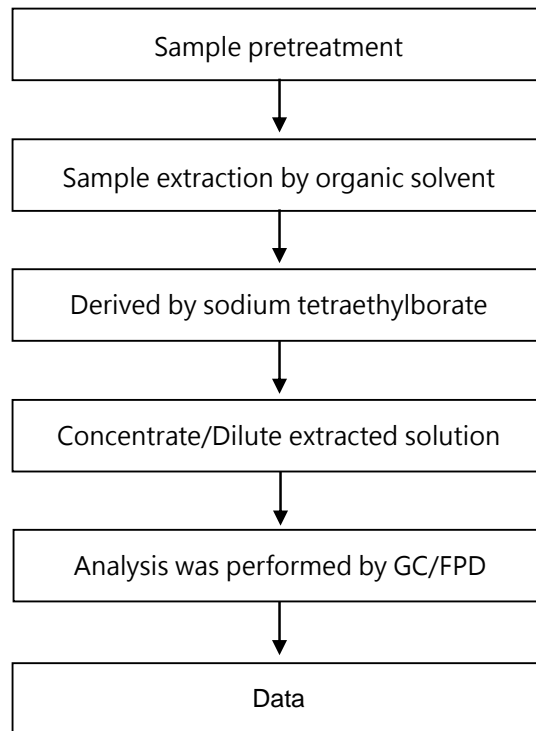 Sample pretreatment
Sample extraction by organic solvent
Derived by sodium tetraethylborate
Concentrate/Dilute extracted solution
Analysis was performed by GC/FPD
Data